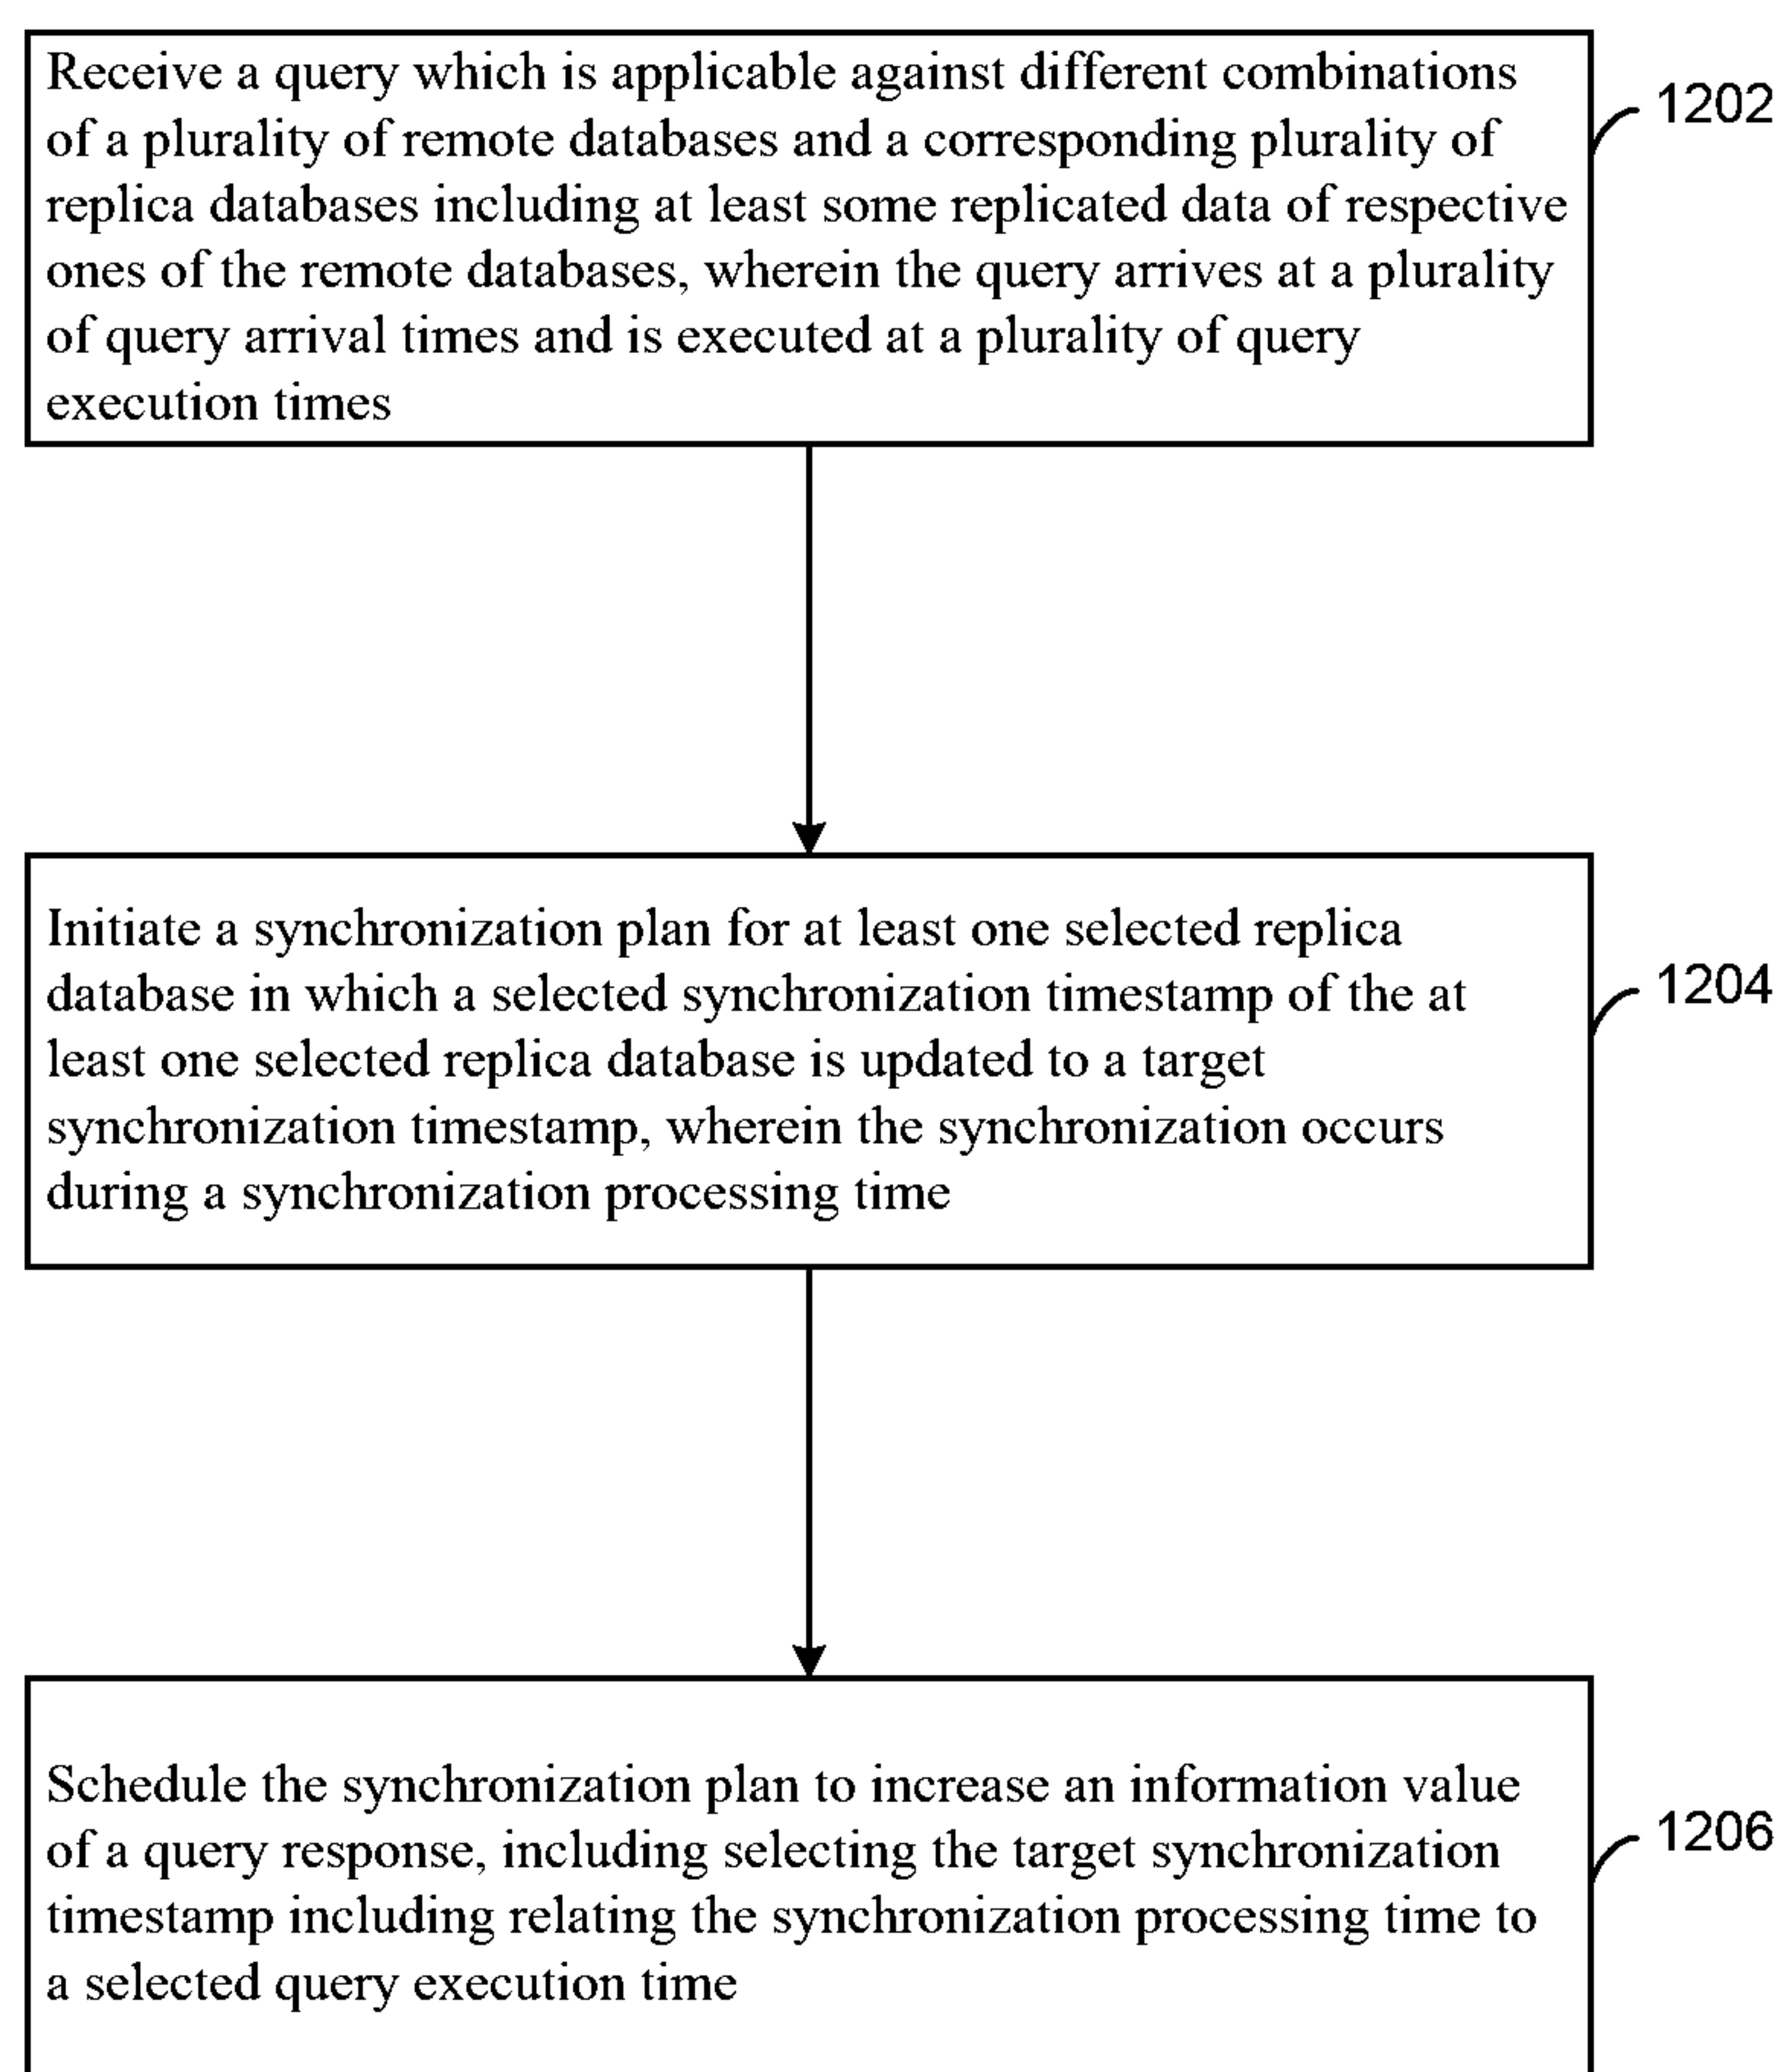 Receive a query which is applicable against different combinations
of a plurality of remote databases and a corresponding plurality of
replica databases including at least some replicated data of respective
ones of the remote databases, wherein the query arrives at a plurality
of query arrival times and is executed at a plurality of query
execution times
1202
Initiate a synchronization plan for at least one selected replica
database in which a selected synchronization timestamp of the at
least one selected replica database is updated to a target
synchronization timestamp, wherein the synchronization occurs
during a synchronization processing time
1204
Schedule the synchronization plan to increase an information value
of a query response, including selecting the target synchronization
timestamp including relating the synchronization processing time to
a selected query execution time
1206